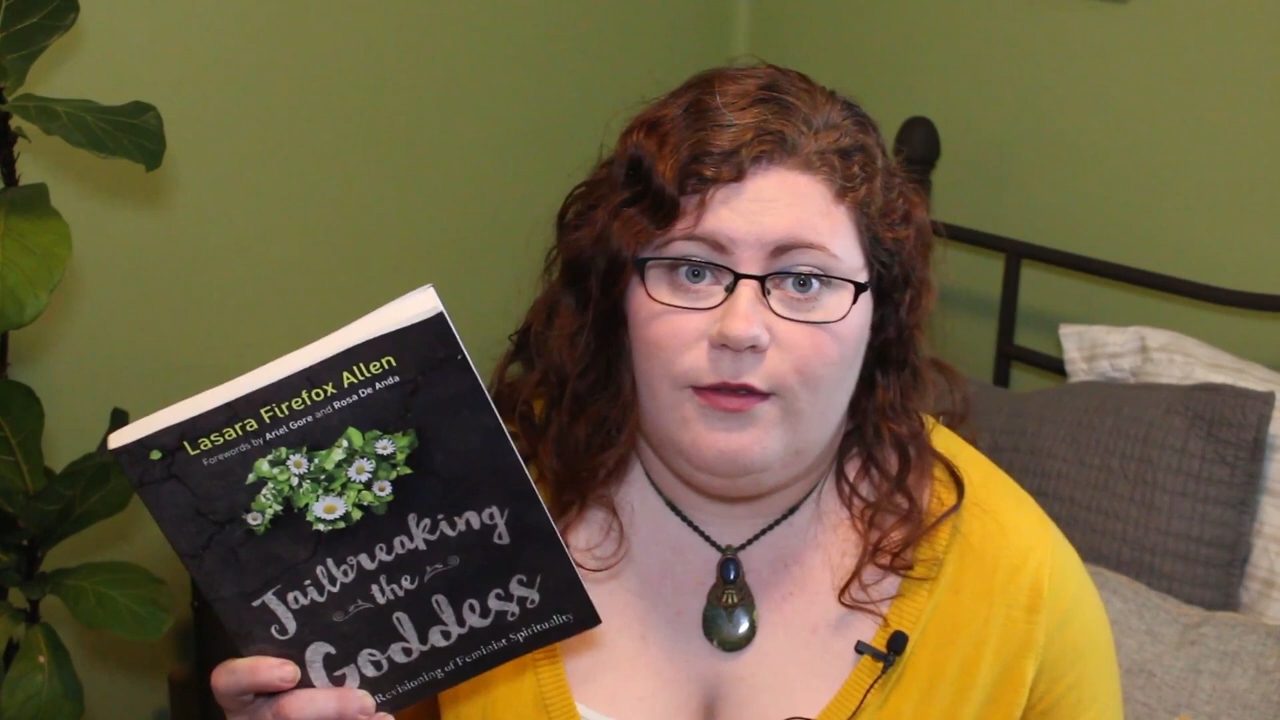 Lasara Firefox Allen
Forewords by Ariel Gore and Rosa De Anda
Jailbreaking
the
Goddess
Revisioning of Feminist Spirituality